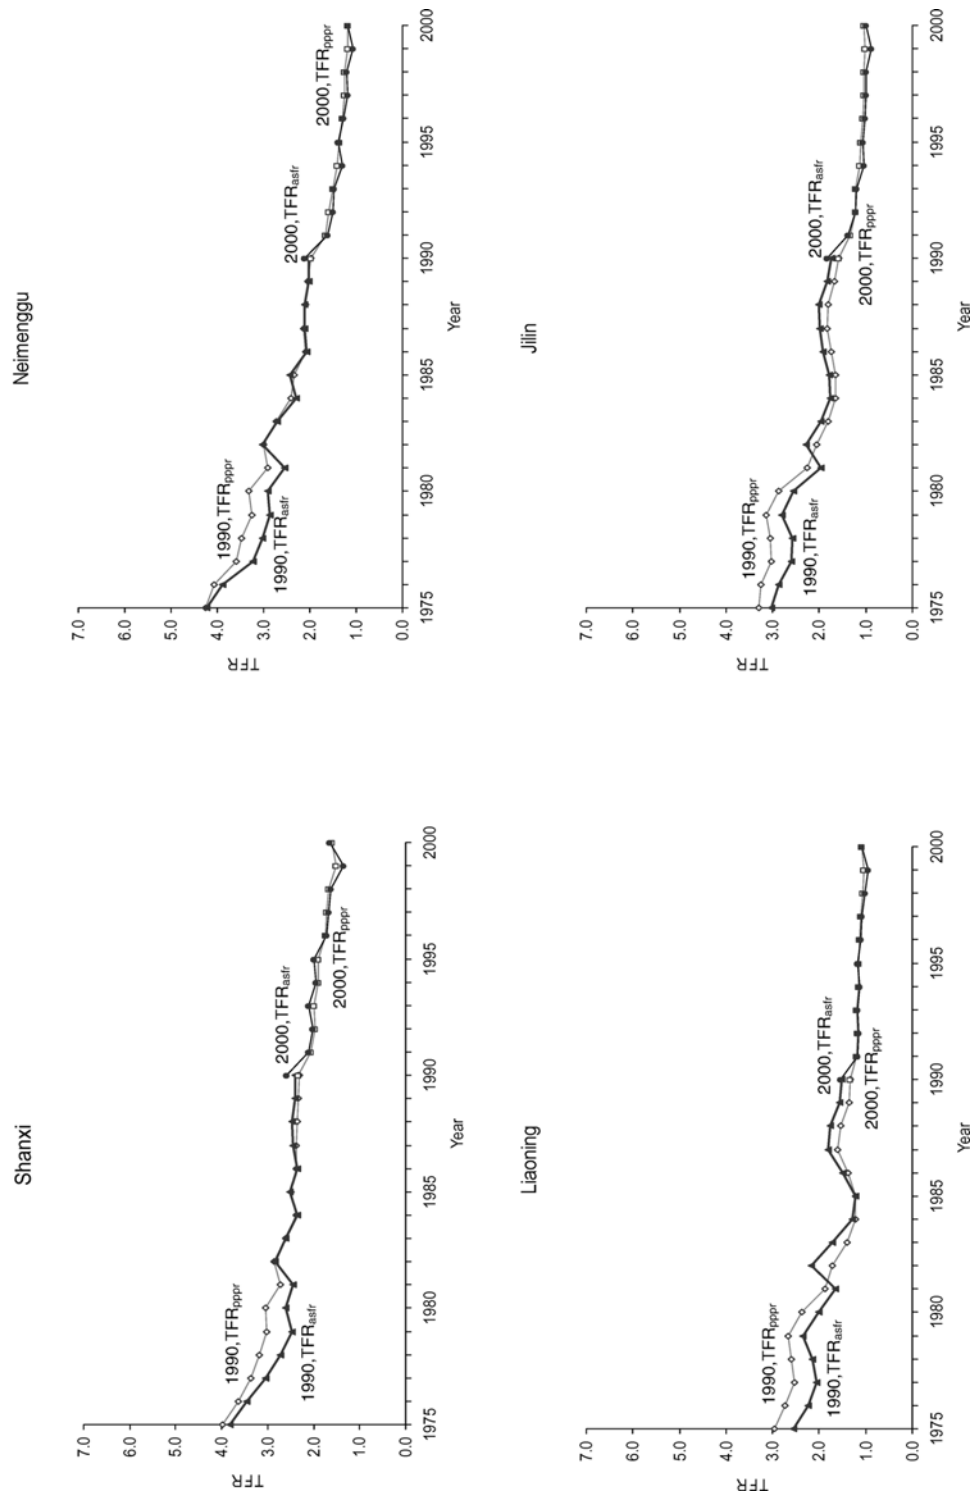 Shanxi
7.0
6.0
5.0
4.0
3.0
2.0
1.0
0.0
TFR
1990,TFRpppr
1990,TFRasfr
2000,TFRasfr
2000,TFRpppr
1975 1980 1985 1990 1995 2000
Year
Neimenggu
7.0
6.0
5.0
4.0
3.0
2.0
1.0
0.0
TFR
1990,TFRpppr
1990,TFRasfr
2000,TFRasfr
2000,TFRpppr
1975 1980 1985 1990 1995 2000
Year
Liaoning
7.0
6.0
5.0
4.0
3.0
2.0
1.0
0.0
TFR
1990,TFRpppr
1990,TFRasfr
2000,TFRasfr
2000,TFRpppr
1975 1980 1985 1990 1995 2000
Year
Jilin
7.0
6.0
5.0
4.0
3.0
2.0
1.0
0.0
TFR
1990,TFRpppr
1990,TFRasfr
2000,TFRasfr
2000,TFRpppr
1975 1980 1985 1990 1995 2000
Year